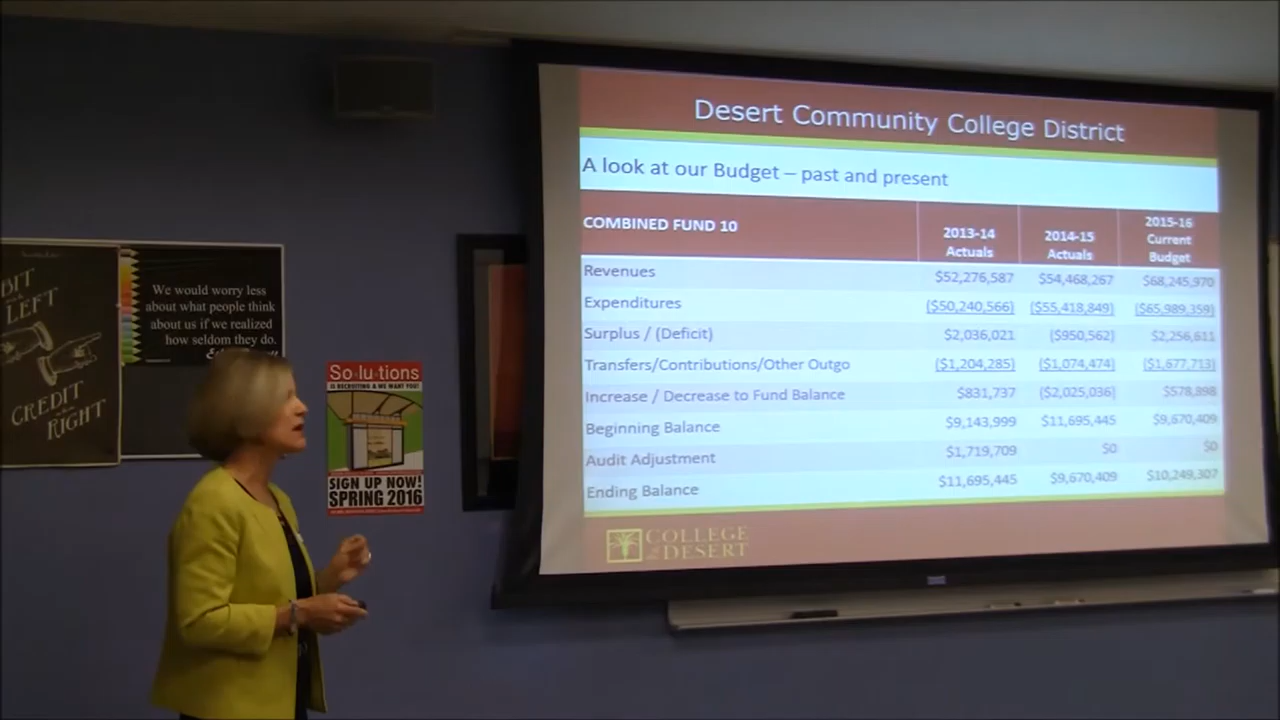 Desert Community College District
A look at our Budget – past and present
COMBINED FUND 10
2013-14
Actuals
2014-15
Actuals
2015-16
Current
Budget
Revenues $52,276,587 $54,468,267 $68,245,970
Expenditures ($50,240,566) ($55,418,849) ($65,989,359)
Surplus / (Deficit) $2,036,021 ($950,562) $2,256,611
Transfers/Contributions/Other Outgo ($1,204,285) ($1,074,474) ($1,677,713)
Increase / Decrease to Fund Balance $831,737 ($2,025,036) $578,898
Beginning Balance $9,143,999 $11,695,445 $9,670,409
Audit Adjustment $1,719,709 $0 $0
Ending Balance $11,695,445 $9,670,409 $10,249,307
COLLEGE
DESERT
LEFT
CREDIT
RIGHT
We would worry less
about what people think
about us if we realized
how seldom they do.
So·lu·tions
IS RECRUITING & WE WANT YOU!
SIGN UP NOW!
SPRING 2016